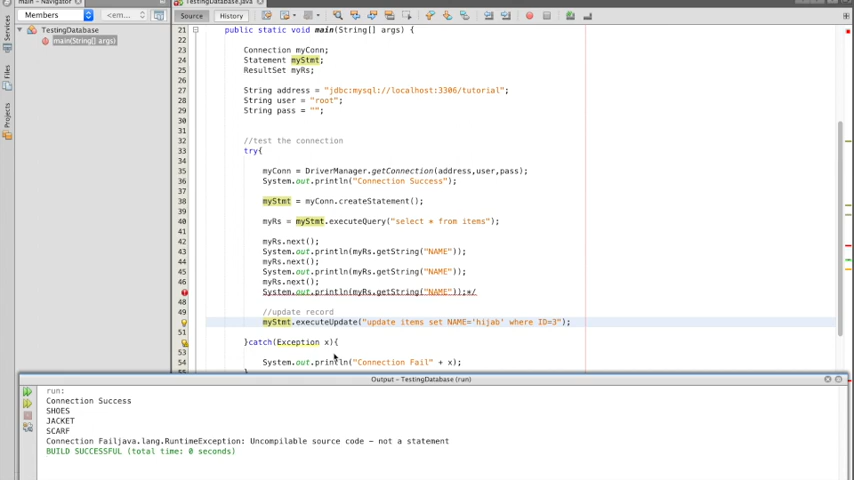 main - Navigator
TestingDatabase.java
Members
<em...
Source
History
Services
Files
Projects
TestingDatabase
main(String[] args)
21 public static void main(String[] args) {
22
23 Connection myConn;
24 Statement myStmt;
25 ResultSet myRs;
26
27 String address = "jdbc:mysql://localhost:3306/tutorial";
28 String user = "root";
29 String pass = "";
30
31
32 //test the connection
33 try{
34
35 myConn = DriverManager.getConnection(address,user,pass);
36 System.out.println("Connection Success");
37
38 myStmt = myConn.createStatement();
39
40 myRs = myStmt.executeQuery("select * from items");
41
42 myRs.next();
43 System.out.println(myRs.getString("NAME"));
44 myRs.next();
45 System.out.println(myRs.getString("NAME"));
46 myRs.next();
System.out.println(myRs.getString("NAME"));*/
48
49 //update record
myStmt.executeUpdate("update items set NAME='hijab' where ID=3");
51
}catch(Exception x){
53
54 System.out.println("Connection Fail" + x);
Output - TestingDatabase (run)
run:
Connection Success
SHOES
JACKET
SCARF
Connection Failjava.lang.RuntimeException: Uncompilable source code - not a statement
BUILD SUCCESSFUL (total time: 0 seconds)